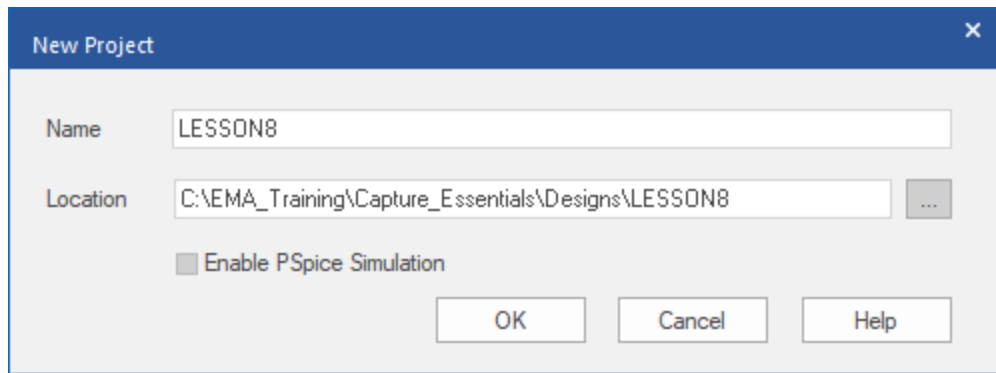 New Project
Name LESSON8
Location C:\EMA_Training\Capture_Essentials\Designs\LESSON8 ...
Enable PSpice Simulation
OK Cancel Help